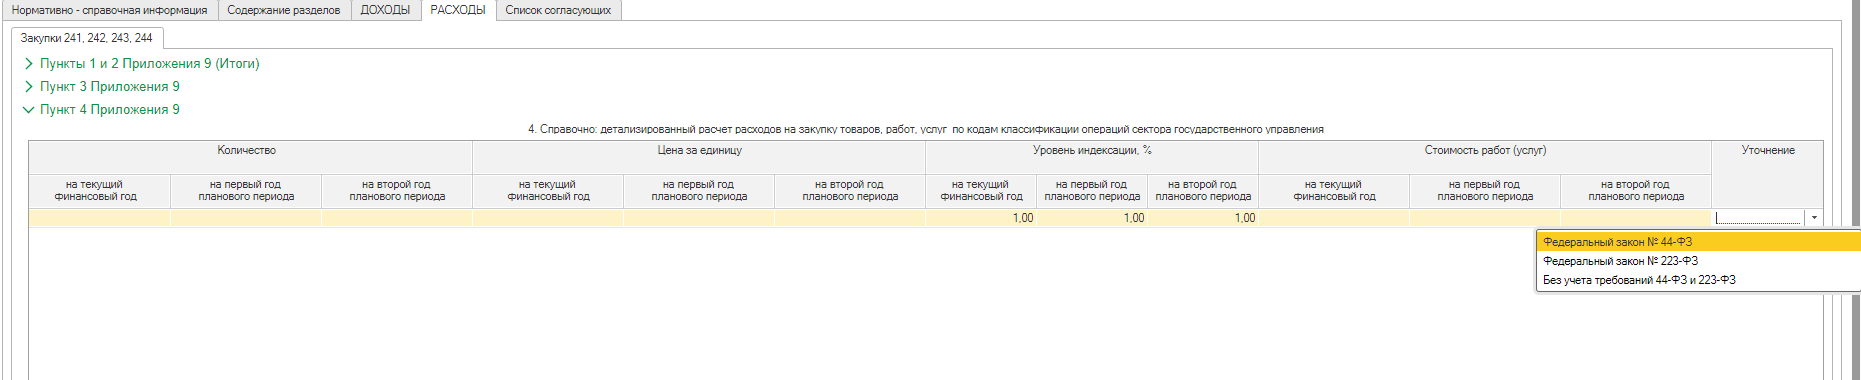 Нормативно - справочная информация Содержание разделов ДОХОДЫ РАСХОДЫ Список согласующих
Закупки 241, 242, 243, 244
Пункты 1 и 2 Приложения 9 (Итоги)
Пункт 3 Приложения 9
Пункт 4 Приложения 9
4. Справочно: детализированный расчет расходов на закупку товаров, работ, услуг по кодам классификации операций сектора государственного управления
Количество Цена за единицу Уровень индексации, % Стоимость работ (услуг) Уточнение
на текущий на первый год на второй год на текущий на первый год на второй год на текущий на первый год на второй год на текущий на первый год на второй год
финансовый год планового периода планового периода финансовый год планового периода планового периода финансовый год планового периода планового периода финансовый год планового периода планового периода
1,00 1,00 1,00
Федеральный закон № 44-ФЗ
Федеральный закон № 223-ФЗ
Без учета требований 44-ФЗ и 223-ФЗ